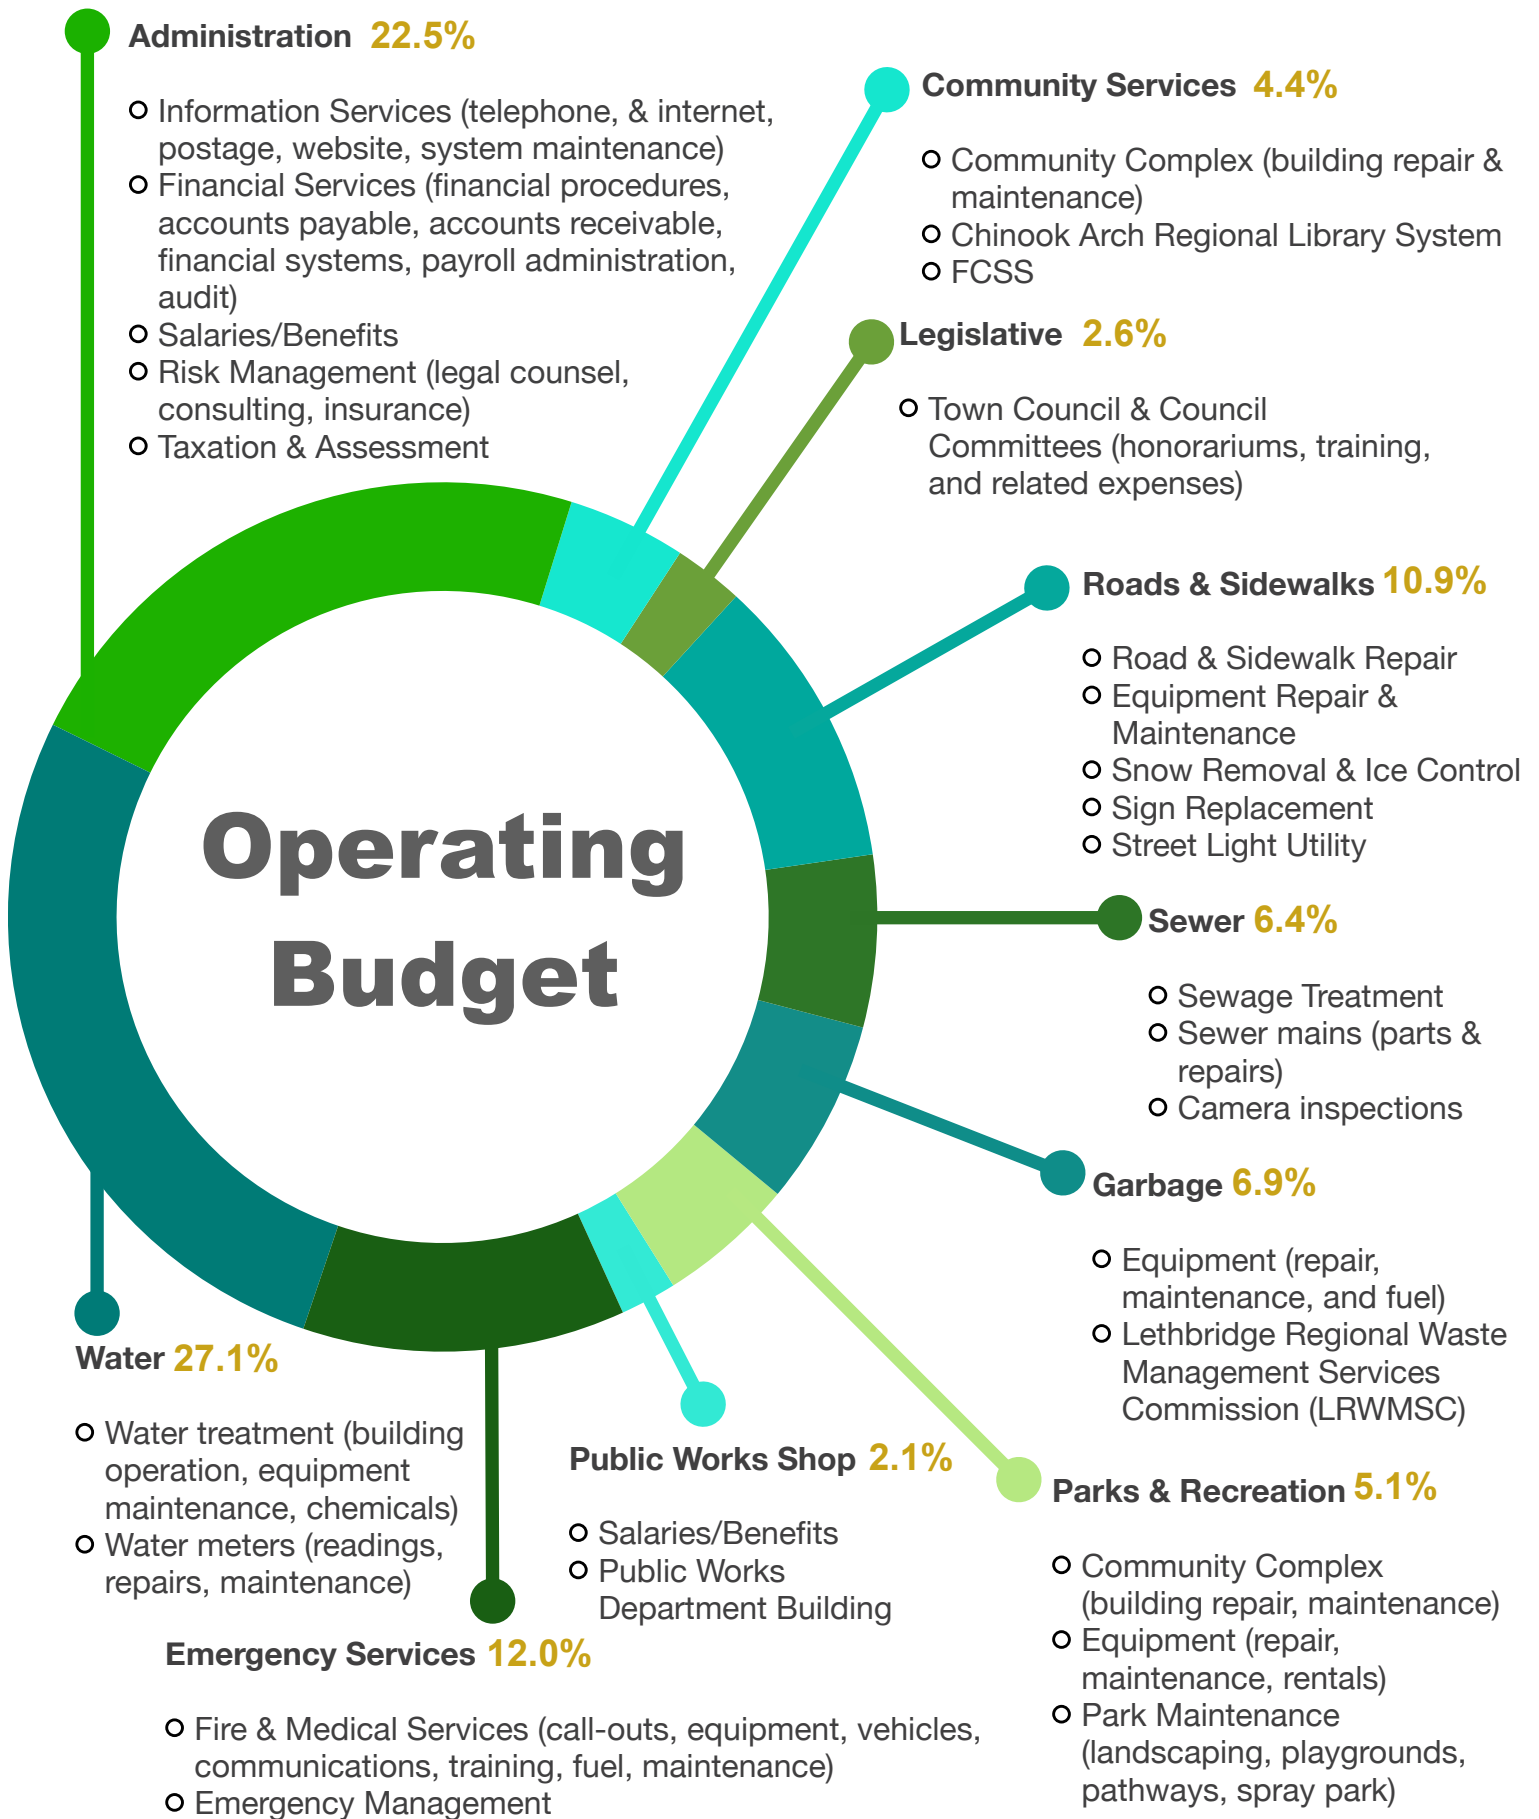 Administration 22.5%
Information Services (telephone, & internet,
postage, website, system maintenance)
Financial Services (financial procedures,
accounts payable, accounts receivable,
financial systems, payroll administration,
audit)
Salaries/Benefits
Risk Management (legal counsel,
consulting, insurance)
Taxation & Assessment
Community Services 4.4%
Community Complex (building repair &
maintenance)
Chinook Arch Regional Library System
FCSS
Legislative 2.6%
Town Council & Council
Committees (honorariums, training,
and related expenses)
Roads & Sidewalks 10.9%
Road & Sidewalk Repair
Equipment Repair &
Maintenance
Snow Removal & Ice Control
Sign Replacement
Street Light Utility
Operating
Budget
Sewer 6.4%
Sewage Treatment
Sewer mains (parts &
repairs)
Camera inspections
Garbage 6.9%
Equipment (repair,
maintenance, and fuel)
Lethbridge Regional Waste
Management Services
Commission (LRWMSC)
Water 27.1%
Water treatment (building
operation, equipment
maintenance, chemicals)
Water meters (readings,
repairs, maintenance)
Public Works Shop 2.1%
Salaries/Benefits
Public Works
Department Building
Parks & Recreation 5.1%
Community Complex
(building repair, maintenance)
Equipment (repair,
maintenance, rentals)
Park Maintenance
(landscaping, playgrounds,
pathways, spray park)
Emergency Services 12.0%
Fire & Medical Services (call-outs, equipment, vehicles,
communications, training, fuel, maintenance)
Emergency Management